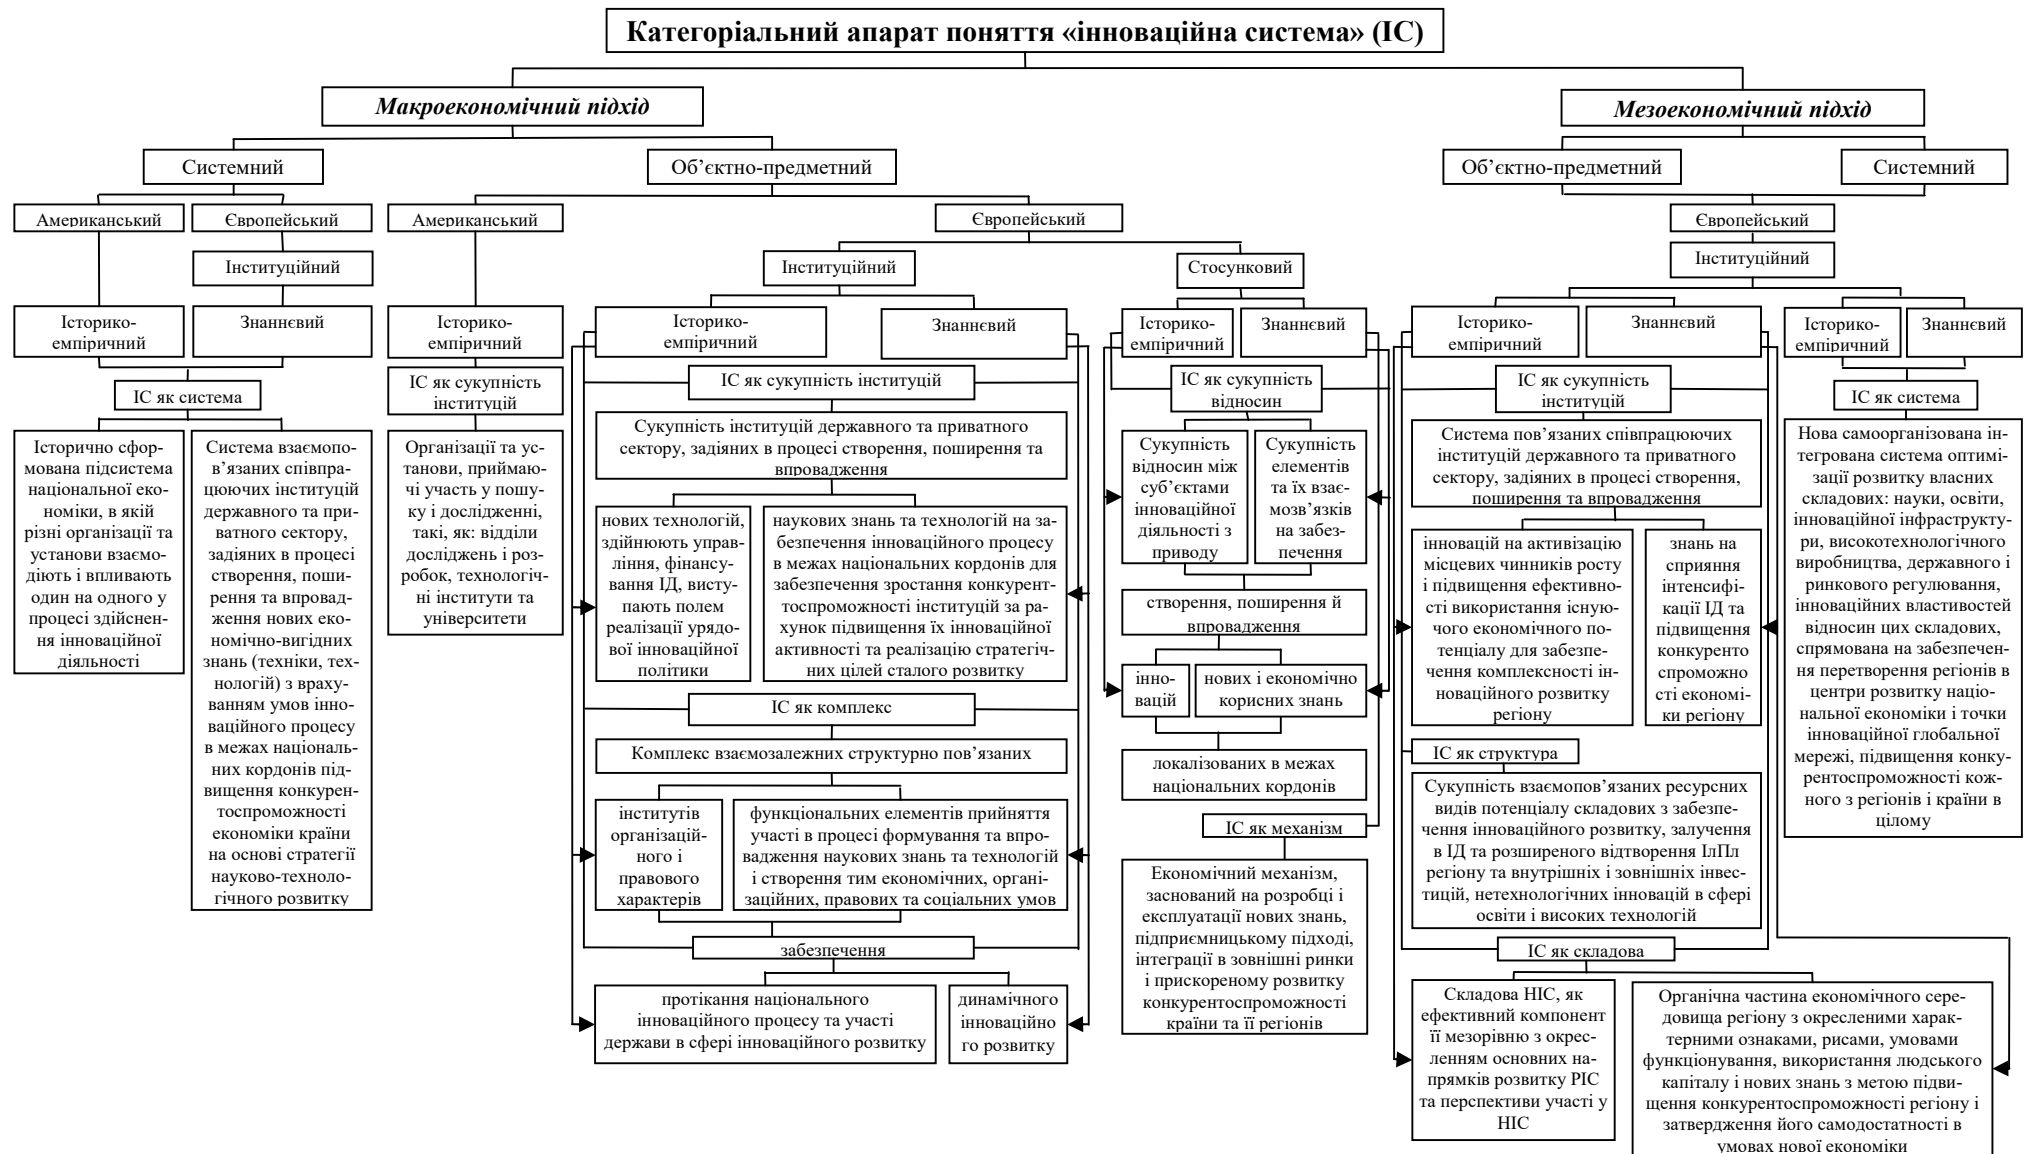 Категоріальний апарат поняття «інноваційна система» (ІС)
Макроекономічний підхід
Мезоекономічний підхід
Системний
Об’єктно-предметний
Об’єктно-предметний
Системний
Американський
Європейський
Американський
Європейський
Європейський
Інституційний
Інституційний
Стосунковий
Інституційний
Історико-
емпіричний
Знаннєвий
Історико-
емпіричний
Історико-
емпіричний
Знаннєвий
Історико-
емпіричний
Знаннєвий
Історико-
емпіричний
Знаннєвий
Історико-
емпіричний
Знаннєвий
ІС як система
Історично сфор-
мована підсистема
національної еко-
номіки, в якій
різні організації та
установи взаємо-
діють і впливають
один на одного у
процесі здійснен-
ня інноваційної
діяльності
Система взаємопо-
в’язаних співпра-
цюючих інституцій
державного та при-
ватного сектору,
задіяних в процесі
створення, поши-
рення та впровад-
ження нових еко-
номічно-вигідних
знань (техніки, тех-
нологій) з враху-
ванням умов інно-
ваційного процесу
в межах національ-
них кордонів під-
вищення конкурен-
тоспроможності
економіки країни
на основі стратегії
науково-техноло-
гічного розвитку
ІС як сукупність
інституцій
Організації та ус-
танови, приймаю-
чі участь у пошу-
ку і дослідженні,
такі, як: відділи
досліджень і роз-
робок, технологіч-
ні інститути та
університети
ІС як сукупність інституцій
Сукупність інституцій державного та приватного
сектору, задіяних в процесі створення, поширення та
впровадження
нових технологій,
здійнюють управ-
ління, фінансу-
вання ІД, висту-
пають полем
реалізації урядо-
вої інноваційної
політики
наукових знань та технологій на за-
безпечення інноваційного процесу
в межах національних кордонів для
забезпечення зростання конкурент-
тоспроможності інституцій за ра-
хунок підвищення їх інноваційної
активності та реалізацію стратегіч-
них цілей сталого розвитку
ІС як комплекс
Комплекс взаємозалежних структурно пов’язаних
інститутів
організацій-
ного і
правового
характерів
функціональних елементів прийняття
участі в процесі формування та впро-
вадження наукових знань та технологій
і створення тим економічних, органі-
заційних, правових та соціальних умов
забезпечення
протікання національного
інноваційного процесу та участі
держави в сфері інноваційного розвитку
динамічного
інноваційно
го розвитку
ІС як сукупність
відносин
Сукупність
відносин між
суб’єктами
інноваційної
діяльності з
приводу
Сукупність
елементів
та їх взає-
мозв’язків
на забез-
печення
створення, поширення й
впровадження
інно-
вацій
нових і економічно
корисних знань
локалізованих в межах
національних кордонів
ІС як механізм
Економічний механізм,
заснований на розробці і
експлуатації нових знань,
підприємницькому підході,
інтеграції в зовнішні ринки
і прискореному розвитку
конкурентоспроможності
країни та її регіонів
ІС як сукупність
інституцій
Система пов’язаних співпрацюючих
інституцій державного та приватного
сектору, задіяних в процесі створення,
поширення та впровадження
інновацій на активізацію
місцевих чинників росту
і підвищення ефективно-
сті використання існую-
чого економічного по-
тенціалу для забезпе-
чення комплексності ін-
новаційного розвитку
регіону
знань на
сприяння
інтенсифі-
кації ІД та
підвищення
конкуренто
спроможно
сті економі-
ки регіону
ІС як структура
Сукупність взаємопов’язаних ресурсних
видів потенціалу складових з забезпе-
чення інноваційного розвитку, залучення
в ІД та розширеного відтворення ІлПл
регіону та внутрішніх і зовнішніх інвес-
тицій, нетехнологічних інновацій в сфері
освіти і високих технологій
ІС як складова
Складова НІС, як
ефективний компонент
її мезорівню з окрес-
ленням основних на-
прямків розвитку РІС
та перспективи участі у
НІС
Органічна частина економічного сере-
довища регіону з окресленими харак-
терними ознаками, рисами, умовами
функціонування, використання людського
капіталу і нових знань з метою підви-
щення конкурентоспроможності регіону і
затвердження його самодостатності в
умовах нової економіки
ІС як система
Нова самоорганізована ін-
тегрована система оптимі-
зації розвитку власних
складових: науки, освіти,
інноваційної інфраструкту-
ри, високотехнологічного
виробництва, державного і
ринкового регулювання,
інноваційних властивостей
відносин цих складових,
спрямована на забезпечен-
ня перетворення регіонів в
центри розвитку націо-
нальної економіки і точки
інноваційної глобальної
мережі, підвищення конку-
рентоспроможності кож-
ного з регіонів і країни в
цілому